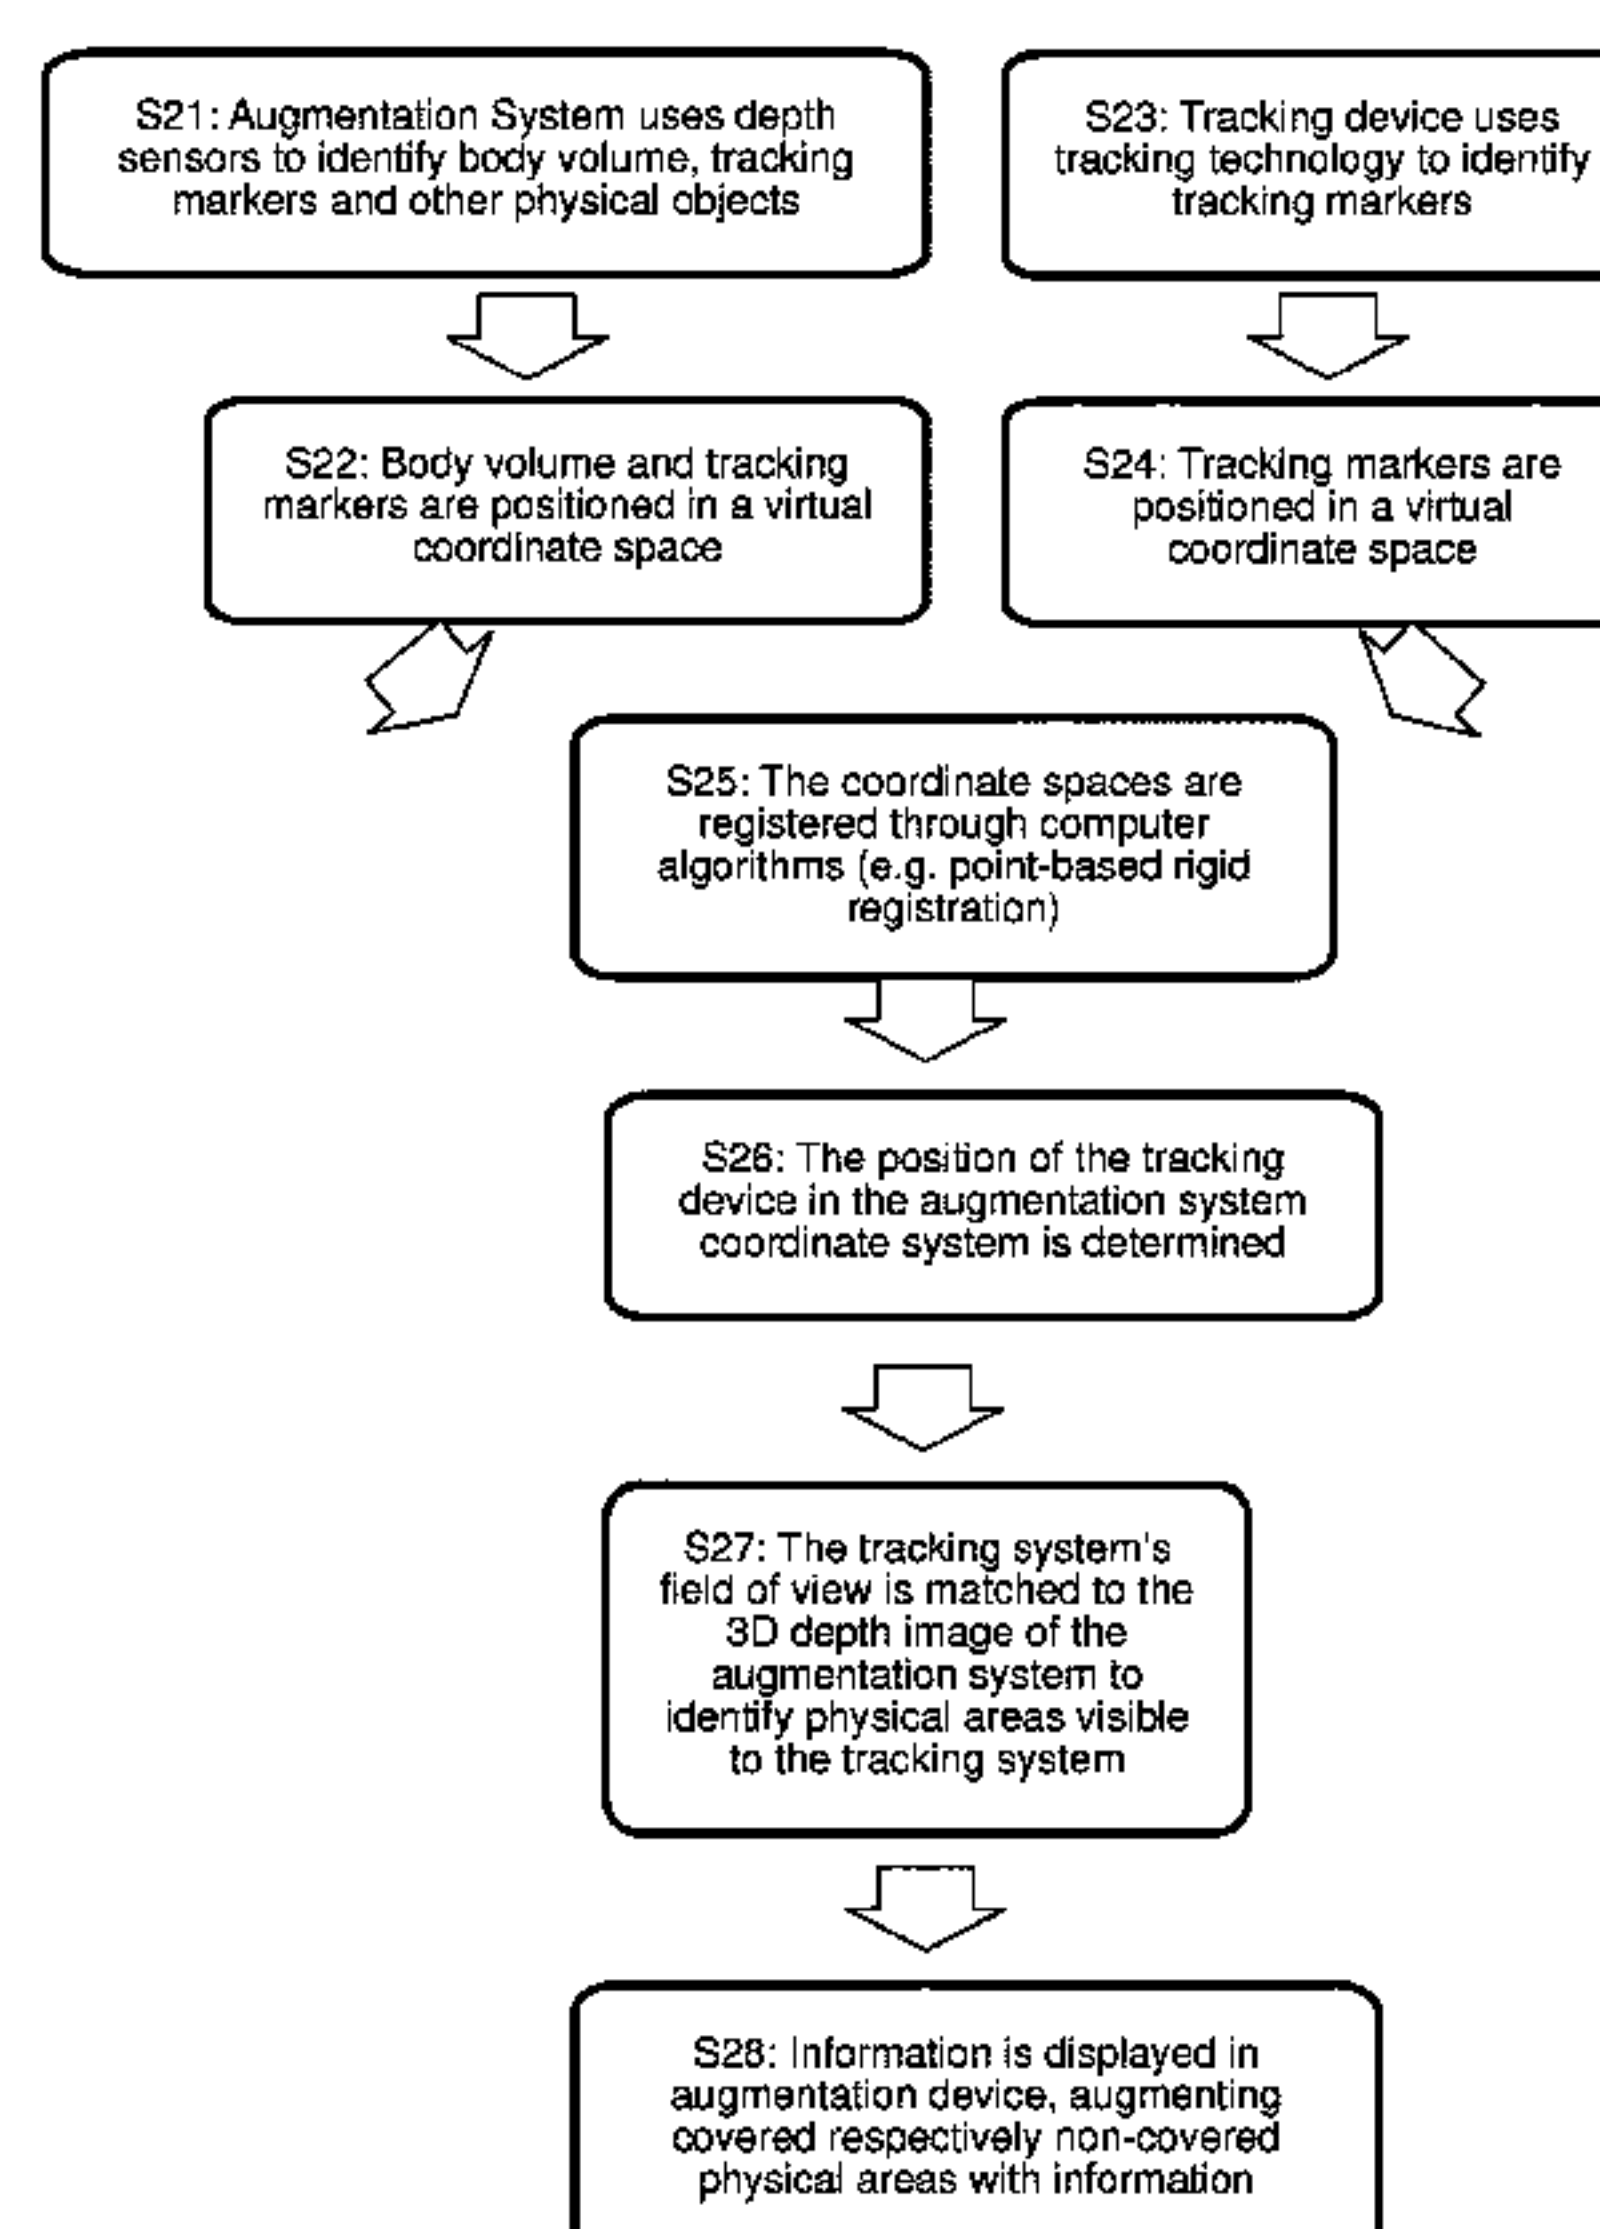 S21: Augmentation System uses depth
sensors to identify body volume, tracking
markers and other physical objects
S23: Tracking device uses
tracking technology to identify
tracking markers
S22: Body volume and tracking
markers are positioned in a virtual
coordinate space
S24: Tracking markers are
positioned in a virtual
coordinate space
S25: The coordinate spaces are
registered through computer
algorithms (e.g. point-based rigid
registration)
S26: The position of the tracking
device in the augmentation system
coordinate system is determined
S27: The tracking system's
field of view is matched to the
3D depth image of the
augmentation system to
identify physical areas visible
to the tracking system
S28: Information is displayed in
augmentation device, augmenting
covered respectively non-covered
physical areas with information